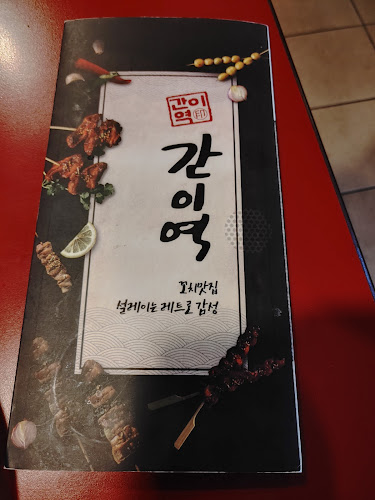 간이
역
간이역
꼬치맛집
설레이는 레트로 감성